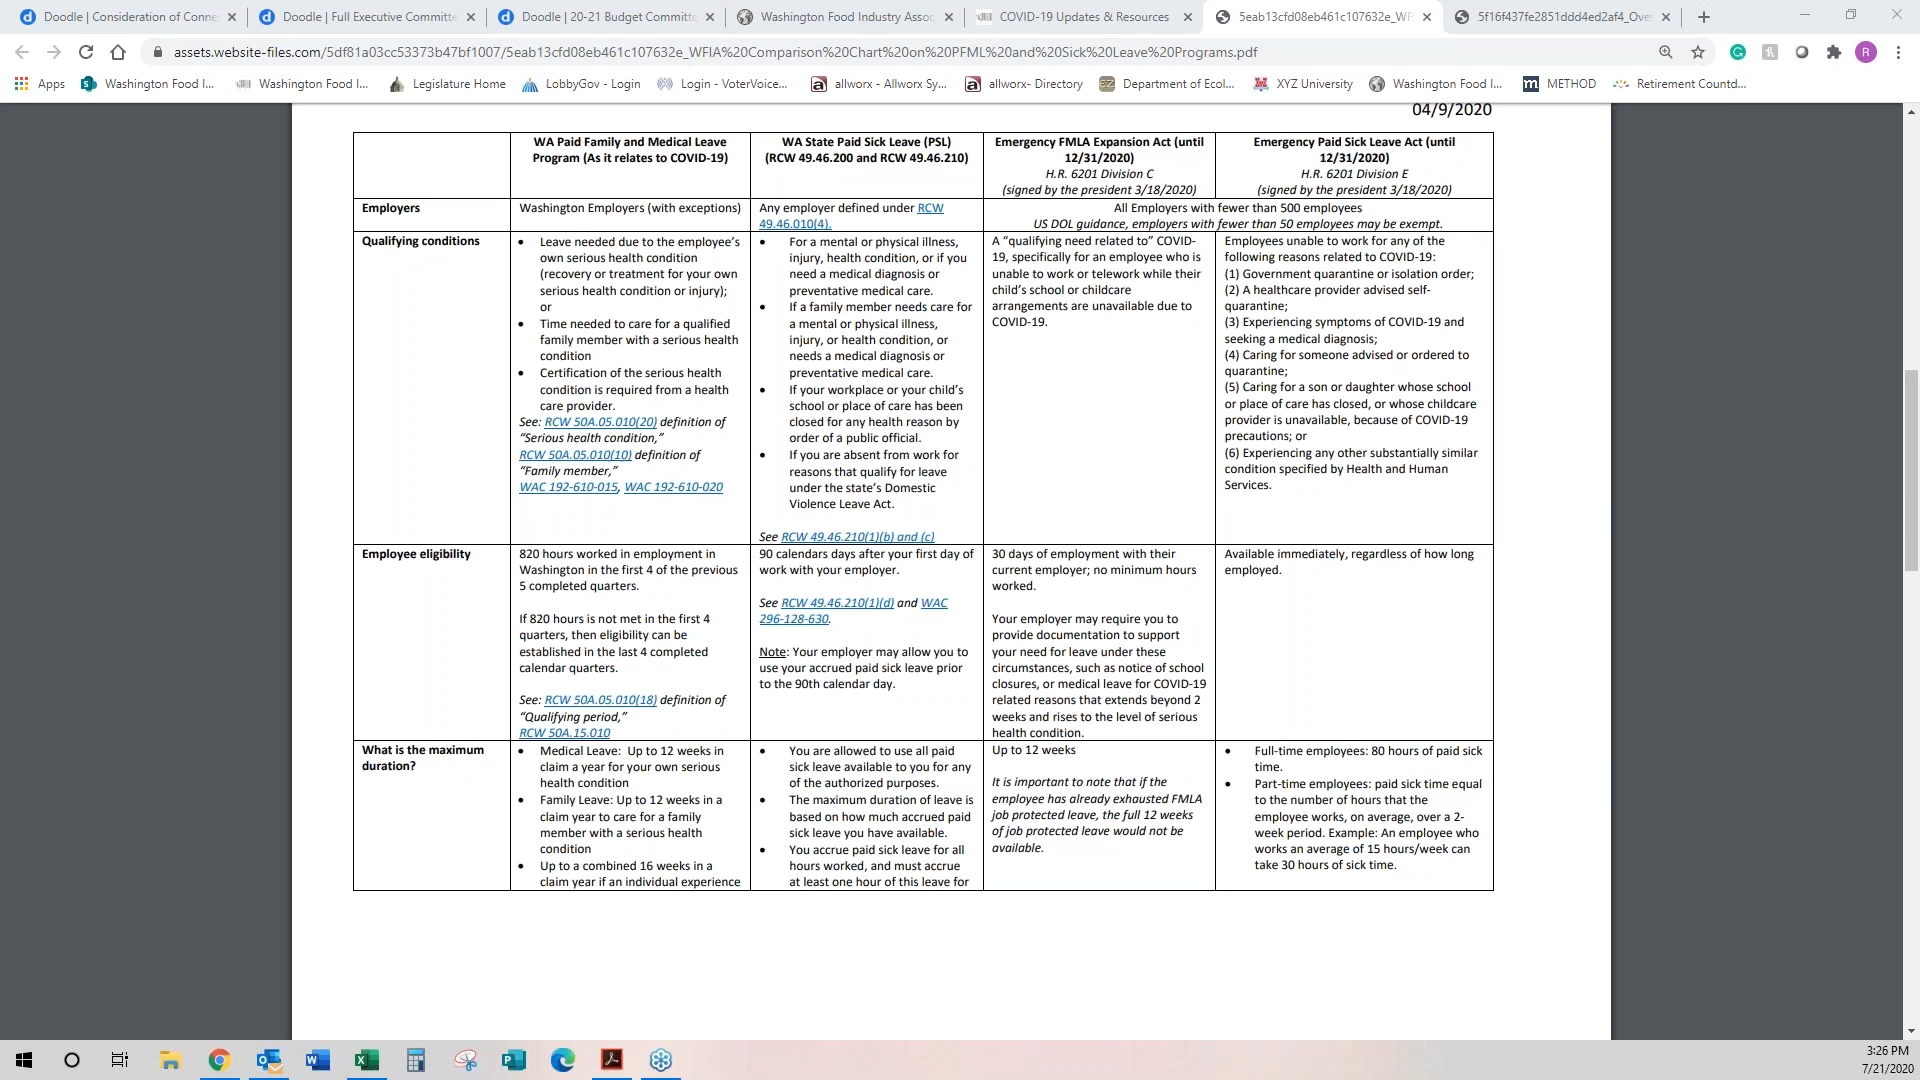 Doodle | Consideration of Conne
Doodle | Full Executive Committe
Doodle | 20-21 Budget Committe
Washington Food Industry Assoc
COVID-19 Updates & Resources
5eab13cfd08eb461c107632e_WF
5f16f437fe2851ddd4ed2af4_Ove
assets.website-files.com/5df81a03cc53373b47bf1007/5eab13cfd08eb461c107632e_WFIA%20Comparison%20Chart%20on%20PFML%20and%20Sick%20Leave%20Programs.pdf
R
Apps
Washington Food I...
Washington Food I...
Legislature Home
LobbyGov - Login
Login - VoterVoice...
allworx - Allworx Sy...
allworx- Directory
Department of Ecol...
XYZ University
Washington Food I...
METHOD
Retirement Countd...
04/9/2020
WA Paid Family and Medical Leave
Program (As it relates to COVID-19)
WA State Paid Sick Leave (PSL)
(RCW 49.46.200 and RCW 49.46.210)
Emergency FMLA Expansion Act (until
12/31/2020)
H.R. 6201 Division C
(signed by the president 3/18/2020)
Emergency Paid Sick Leave Act (until
12/31/2020)
H.R. 6201 Division E
(signed by the president 3/18/2020)
Employers
Washington Employers (with exceptions)
Any employer defined under RCW
49.46.010(4).
All Employers with fewer than 500 employees
US DOL guidance, employers with fewer than 50 employees may be exempt.
Qualifying conditions
• Leave needed due to the employee's
own serious health condition
(recovery or treatment for your own
serious health condition or injury);
or
• Time needed to care for a qualified
family member with a serious health
condition
• Certification of the serious health
condition is required from a health
care provider.
See: RCW 50A.05.010(20) definition of
"Serious health condition,"
RCW 50A.05.010(10) definition of
"Family member,"
WAC 192-610-015, WAC 192-610-020
• For a mental or physical illness,
injury, health condition, or if you
need a medical diagnosis or
preventative medical care.
• If a family member needs care for
a mental or physical illness,
injury, or health condition, or
needs a medical diagnosis or
preventative medical care.
• If your workplace or your child's
school or place of care has been
closed for any health reason by
order of a public official.
• If you are absent from work for
reasons that qualify for leave
under the state's Domestic
Violence Leave Act.
See RCW 49.46.210(1)(b) and (c)
A "qualifying need related to" COVID-
19, specifically for an employee who is
unable to work or telework while their
child's school or childcare
arrangements are unavailable due to
COVID-19.
Employees unable to work for any of the
following reasons related to COVID-19:
(1) Government quarantine or isolation order;
(2) A healthcare provider advised self-
quarantine;
(3) Experiencing symptoms of COVID-19 and
seeking a medical diagnosis;
(4) Caring for someone advised or ordered to
quarantine;
(5) Caring for a son or daughter whose school
or place of care has closed, or whose childcare
provider is unavailable, because of COVID-19
precautions; or
(6) Experiencing any other substantially similar
condition specified by Health and Human
Services.
Employee eligibility
820 hours worked in employment in
Washington in the first 4 of the previous
5 completed quarters.
If 820 hours is not met in the first 4
quarters, then eligibility can be
established in the last 4 completed
calendar quarters.
See: RCW 50A.05.010(18) definition of
"Qualifying period,"
RCW 50A.15.010
90 calendars days after your first day of
work with your employer.
See RCW 49.46.210(1)(d) and WAC
296-128-630.
Note: Your employer may allow you to
use your accrued paid sick leave prior
to the 90th calendar day.
30 days of employment with their
current employer; no minimum hours
worked.
Your employer may require you to
provide documentation to support
your need for leave under these
circumstances, such as notice of school
closures, or medical leave for COVID-19
related reasons that extends beyond 2
weeks and rises to the level of serious
health condition.
Available immediately, regardless of how long
employed.
What is the maximum
duration?
• Medical Leave: Up to 12 weeks in
claim a year for your own serious
health condition
• Family Leave: Up to 12 weeks in a
claim year to care for a family
member with a serious health
condition
• Up to a combined 16 weeks in a
claim year if an individual experience
• You are allowed to use all paid
sick leave available to you for any
of the authorized purposes.
• The maximum duration of leave is
based on how much accrued paid
sick leave you have available.
• You accrue paid sick leave for all
hours worked, and must accrue
at least one hour of this leave for
Up to 12 weeks
It is important to note that if the
employee has already exhausted FMLA
job protected leave, the full 12 weeks
of job protected leave would not be
available.
• Full-time employees: 80 hours of paid sick
time.
• Part-time employees: paid sick time equal
to the number of hours that the
employee works, on average, over a 2-
week period. Example: An employee who
works an average of 15 hours/week can
take 30 hours of sick time.
3:26 PM
7/21/2020